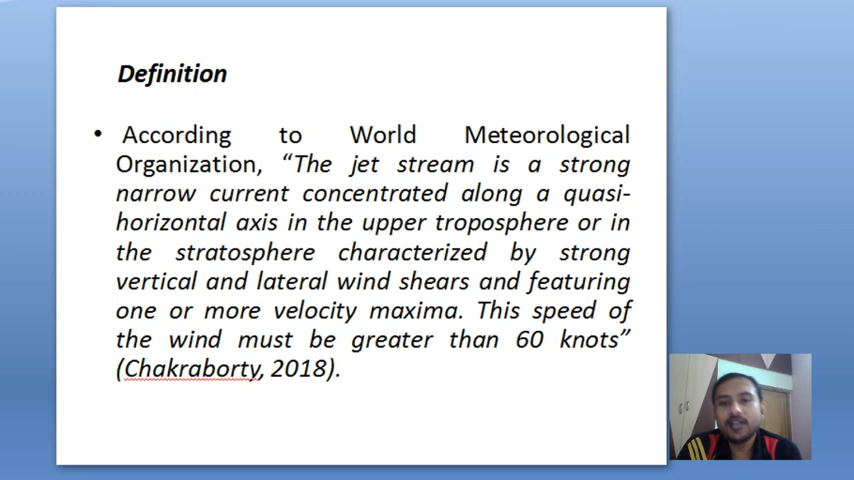 Definition
• According to World Meteorological
Organization, “The jet stream is a strong
narrow current concentrated along a quasi-
horizontal axis in the upper troposphere or in
the stratosphere characterized by strong
vertical and lateral wind shears and featuring
one or more velocity maxima. This speed of
the wind must be greater than 60 knots”
(Chakraborty, 2018).